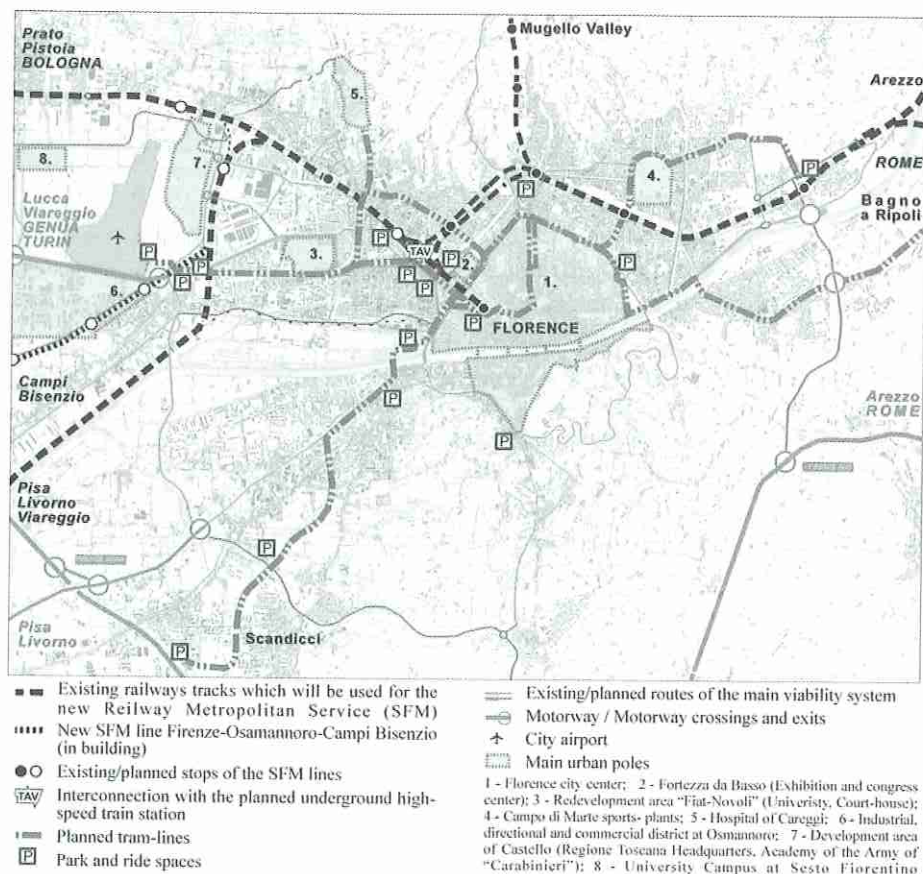 Prato
Pistoia
BOLOGNA
Mugello Valley
Arezzo
ROME
Bagno
a Ripoli
5.
7.
8.
4.
Lucca
Viareggio
GENUA
TURIN
P
P
3.
P
TAV
P
2.
P
P
P
P
P
1.
P
P
6.
P
FLORENCE
P
P
P
Campi
Bisenzio
Arezzo
ROME
Pisa
Livorno
Viareggio
P
Pisa
Livorno
Scandicci
P
Existing railways tracks which will be used for the
new Reilway Metropolitan Service (SFM)
New SFM line Firenze-Osamannoro-Campi Bisenzio
(in building)
Existing/planned stops of the SFM lines
TAV Interconnection with the planned underground high-
speed train station
Planned tram-lines
P Park and ride spaces
Existing/planned routes of the main viability system
Motorway / Motorway crossings and exits
City airport
Main urban poles
1 - Florence city center; 2 - Fortezza da Basso (Exhibition and congress
center); 3 - Redevelopment area "Fiat-Novoli" (Univeristy, Court-house);
4 - Campo di Marte sports- plants; 5 - Hospital of Careggi; 6 - Industrial,
directional and commercial district at Osmannoro; 7 - Development area
of Castello (Regione Toscana Headquarters, Academy of the Army of
"Carabinieri"); 8 - University Campus at Sesto Fiorentino